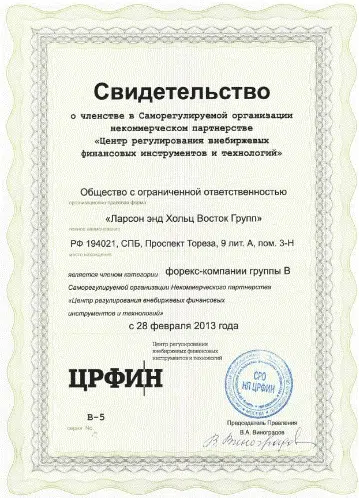 Свидетельство
о членстве в Саморегулируемой организации
некоммерческом партнерстве
«Центр регулирования внебиржевых
финансовых инструментов и технологий»
Общество с ограниченной ответственностью
организационно-правовая форма
«Ларсон энд Хольц Восток Групп»
РФ 194021, СПБ, Проспект Тореза, 9 лит. А, пом. 3-Н
место нахождения
является членом категории форекс-компании группы В
Саморегулируемой организации Некоммерческого партнерства
«Центр регулирования внебиржевых финансовых
инструментов и технологий»
с 28 февраля 2013 года
Центр регулирования
внебиржевых финансовых
инструментов и технологий
ЦРФИН
СРО
НП ЦРФИН
В-5
серия No.
Председатель Правления
В.А. Виноградов